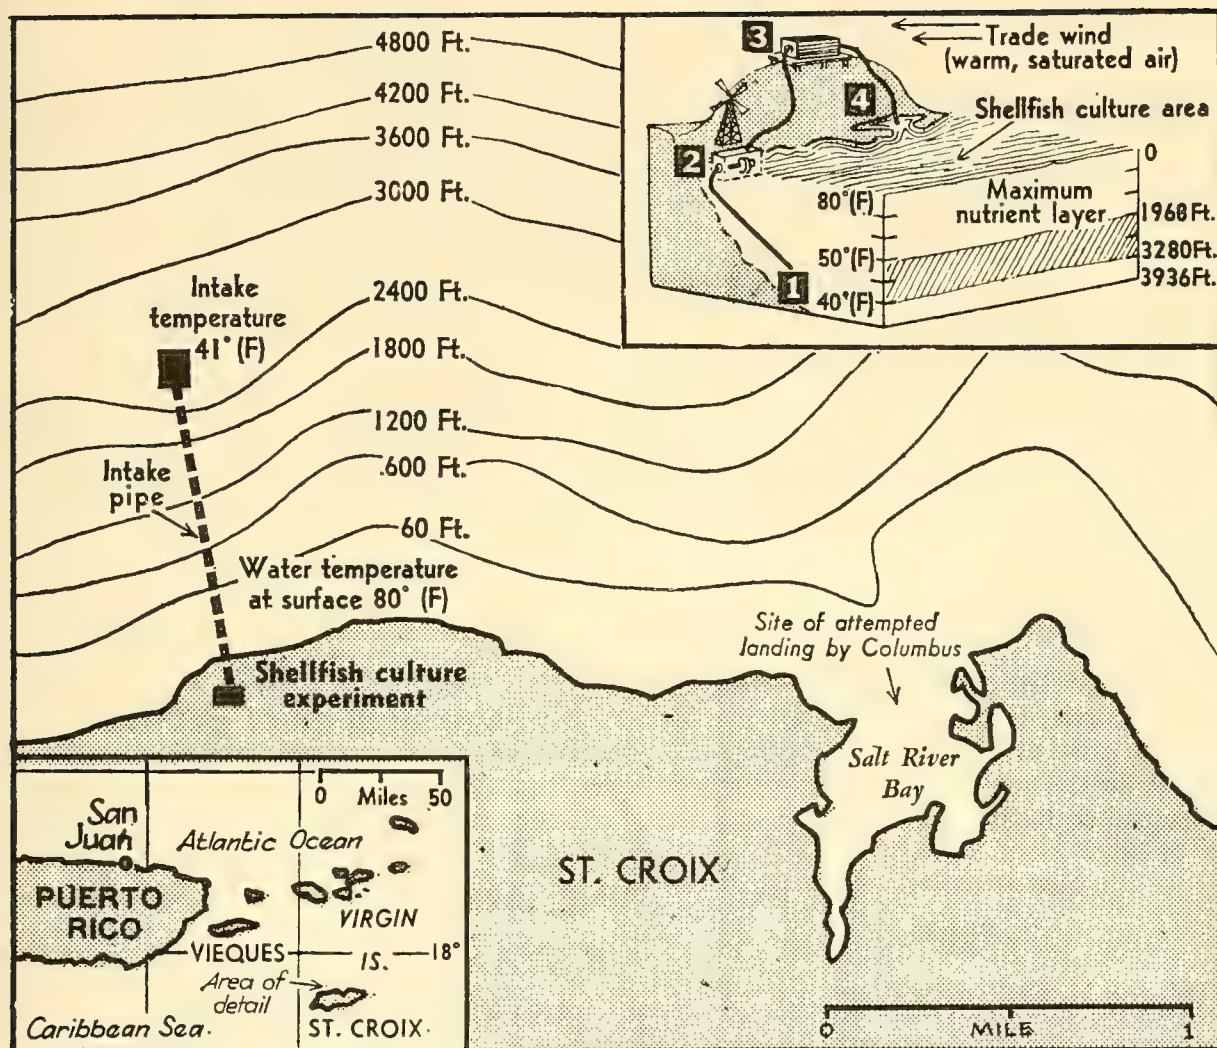 4800 Ft.
4200 Ft.
3600 Ft.
3000 Ft.
2400 Ft.
1800 Ft.
1200 Ft.
.600 Ft.
60 Ft.
Intake
temperature
41° (F)
Intake
pipe
Water temperature
at surface 80° (F)
Shellfish culture
experiment
Site of attempted
landing by Columbus
Salt River
Bay
ST. CROIX
0 MILE 1
3
Trade wind
(warm, saturated air)
4
Shellfish culture area
2
0
80°(F)
Maximum
nutrient layer
1968 Ft.
50°(F)
3280 Ft.
1
40°(F)
3936 Ft.
0 Miles 50
San
Juan
Atlantic Ocean
PUERTO
RICO
VIRGIN
IS.
VIEQUES
18°
Area of
detail
Caribbean Sea.
ST. CROIX